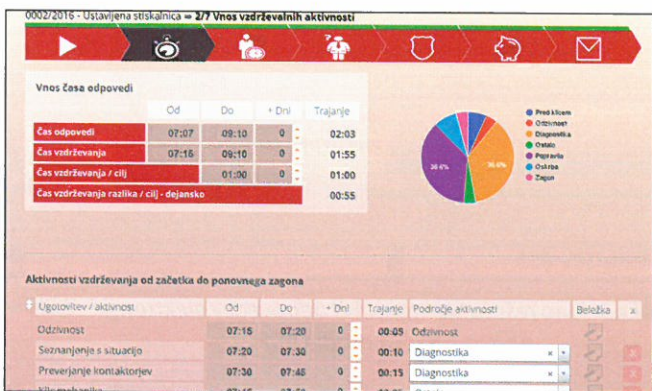 0002/2016 - Ustavljena stiskalnica ⇒ 2/7 Vnos vzdrževalnih aktivnosti
Vnos časa odpovedi
Od Do + Dni Trajanje
Čas odpovedi 07:07 09:10 0 02:03
Čas vzdrževanja 07:15 09:10 0 01:55
Čas vzdrževanja / cilj 01:00 0 01:00
Čas vzdrževanja razlika / cilj - dejansko 00:55
Pred klicem
Odzivnost
Diagnostika
Ostalo
Popravila
Oskrba
Zagon
Aktivnosti vzdrževanja od začetka do ponovnega zagona
Ugotovitev / aktivnost Od Do + Dni Trajanje Področje aktivnosti Beležka x
Odzivnost 07:15 07:20 0 00:05 Odzivnost
Seznanjenje s situacijo 07:20 07:30 0 00:10 Diagnostika x
Preverjanje kontaktorjev 07:30 07:45 0 00:15 Diagnostika x